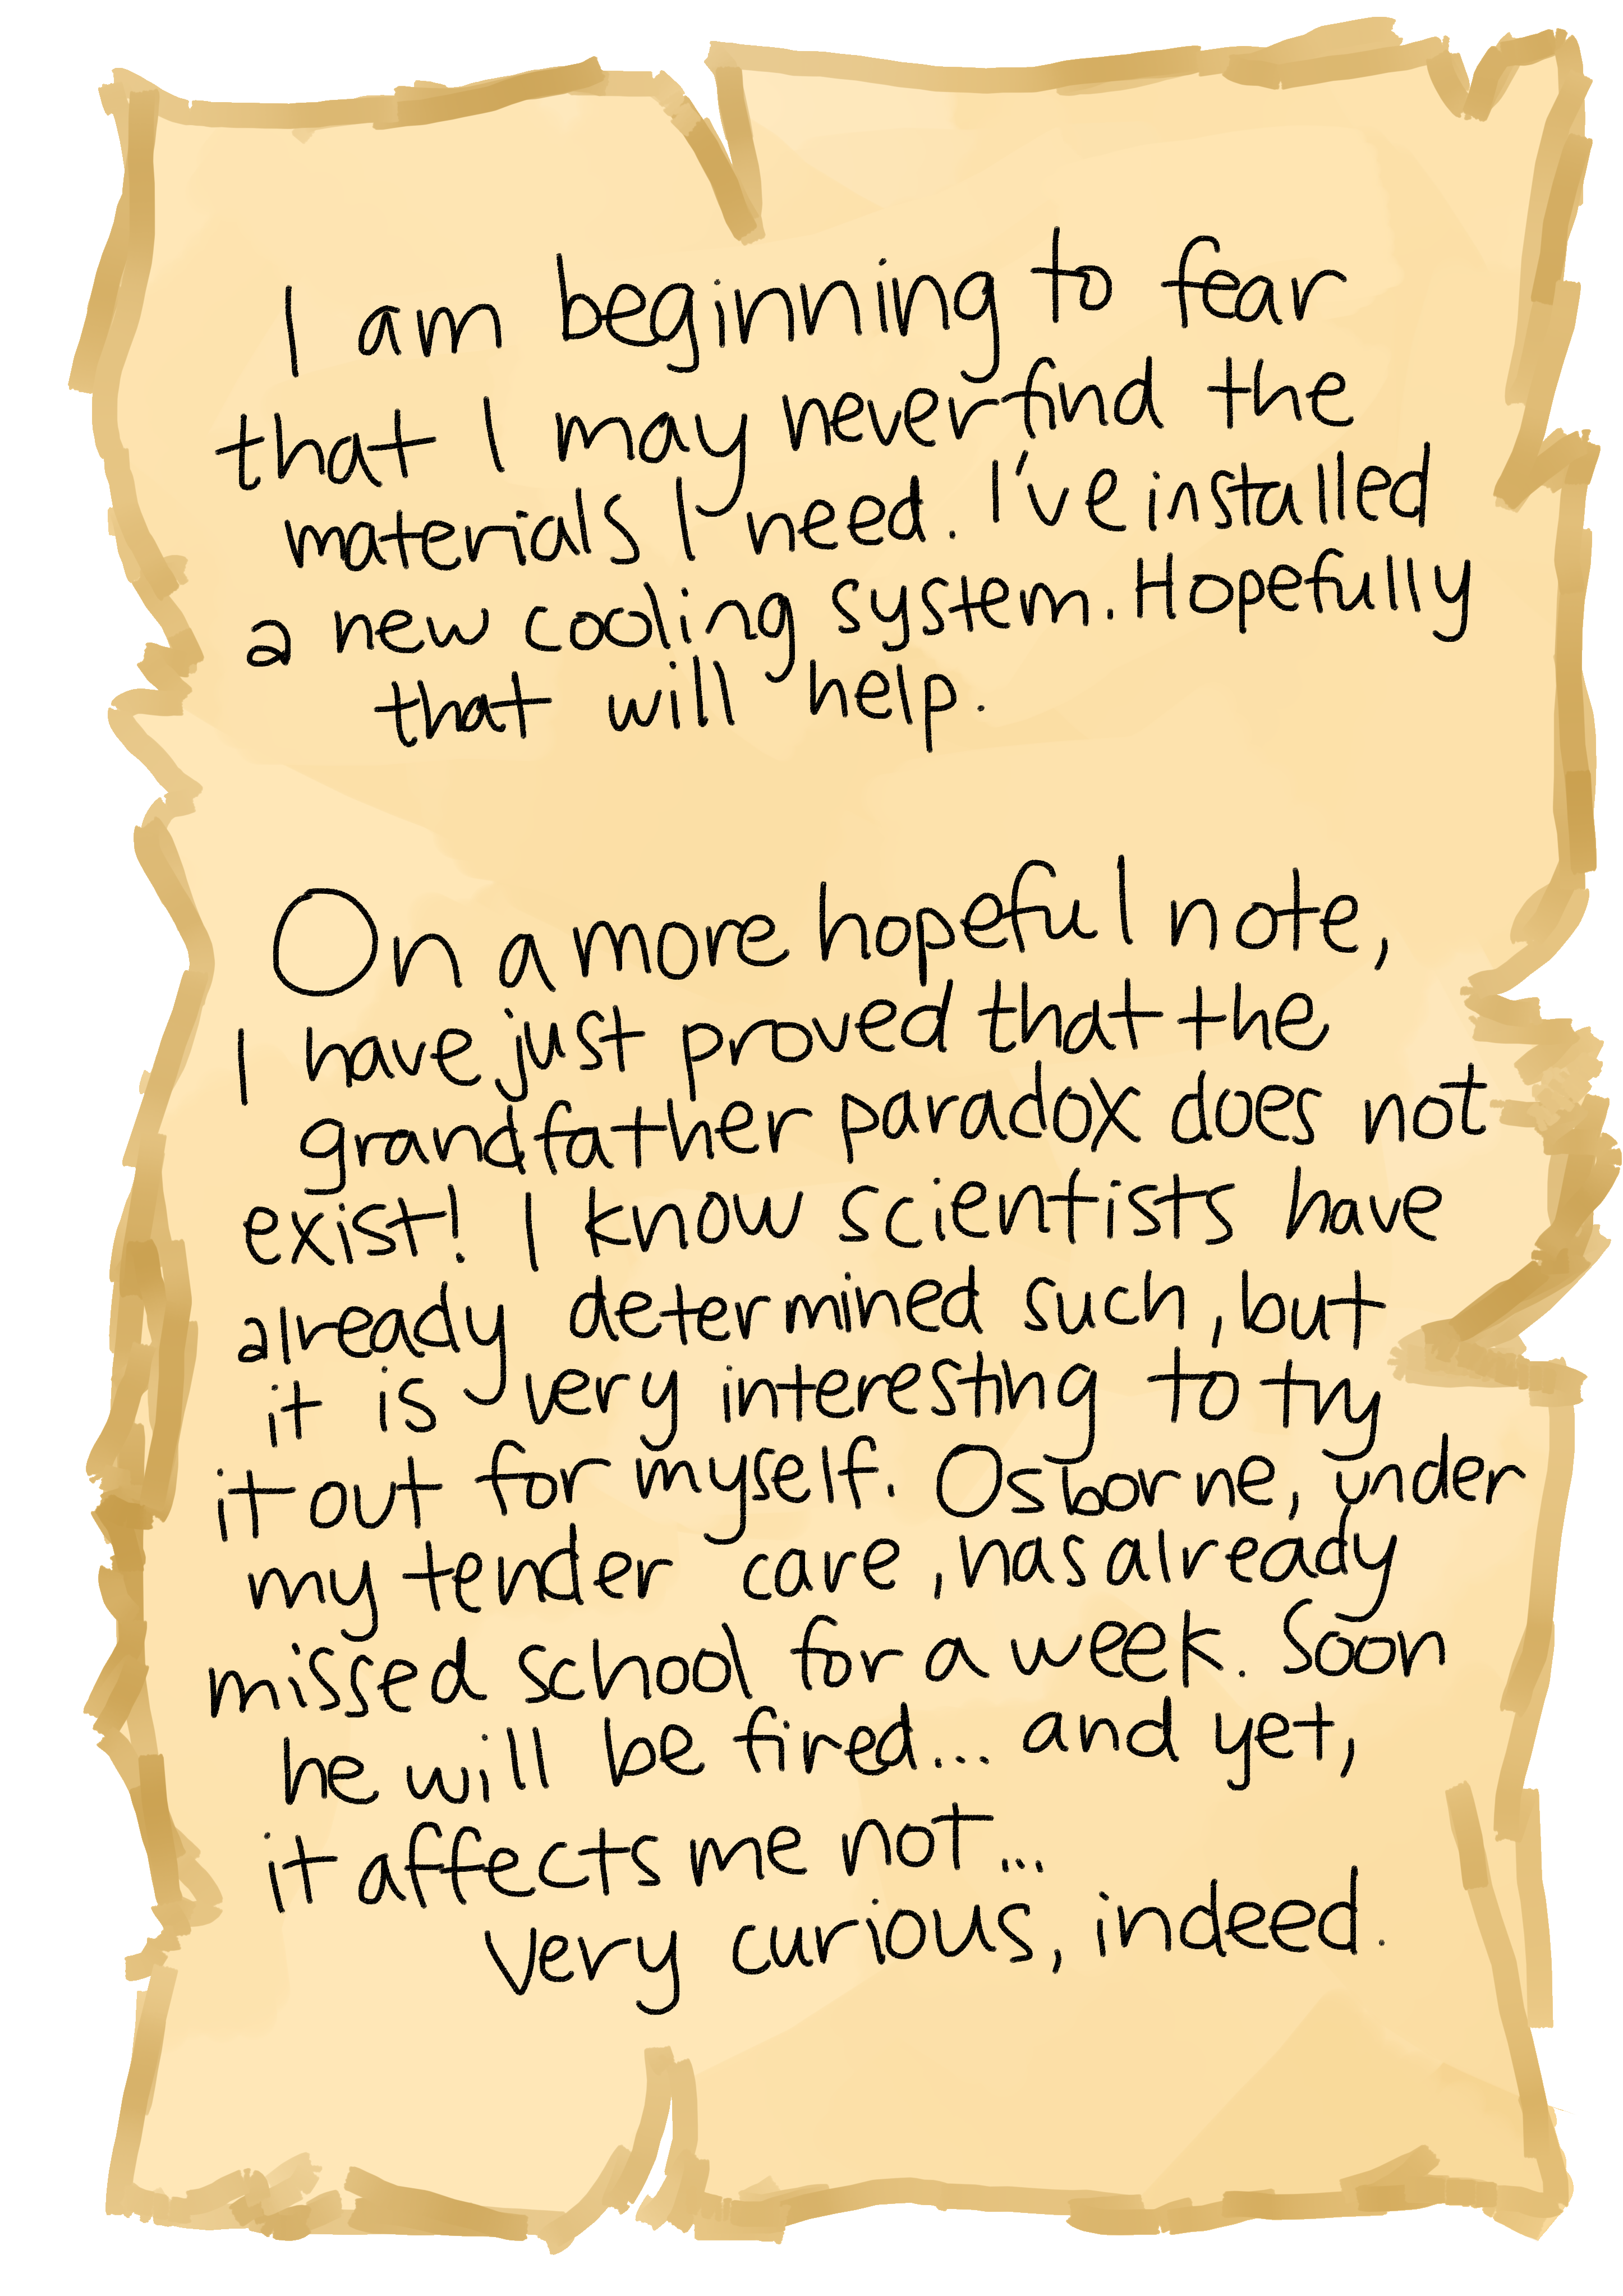 I am beginning to fear
that I may never find the
materials I need. I've installed
a new cooling system. Hopefully
that will help.
On a more hopeful note,
I have just proved that the
grandfather paradox does not
exist! I know scientists have
already determined such, but
it is very interesting to try
it out for myself. Osborne, under
my tender care, has already
missed school for a week. Soon
he will be fired... and yet,
it affects me not...
Very curious, indeed.